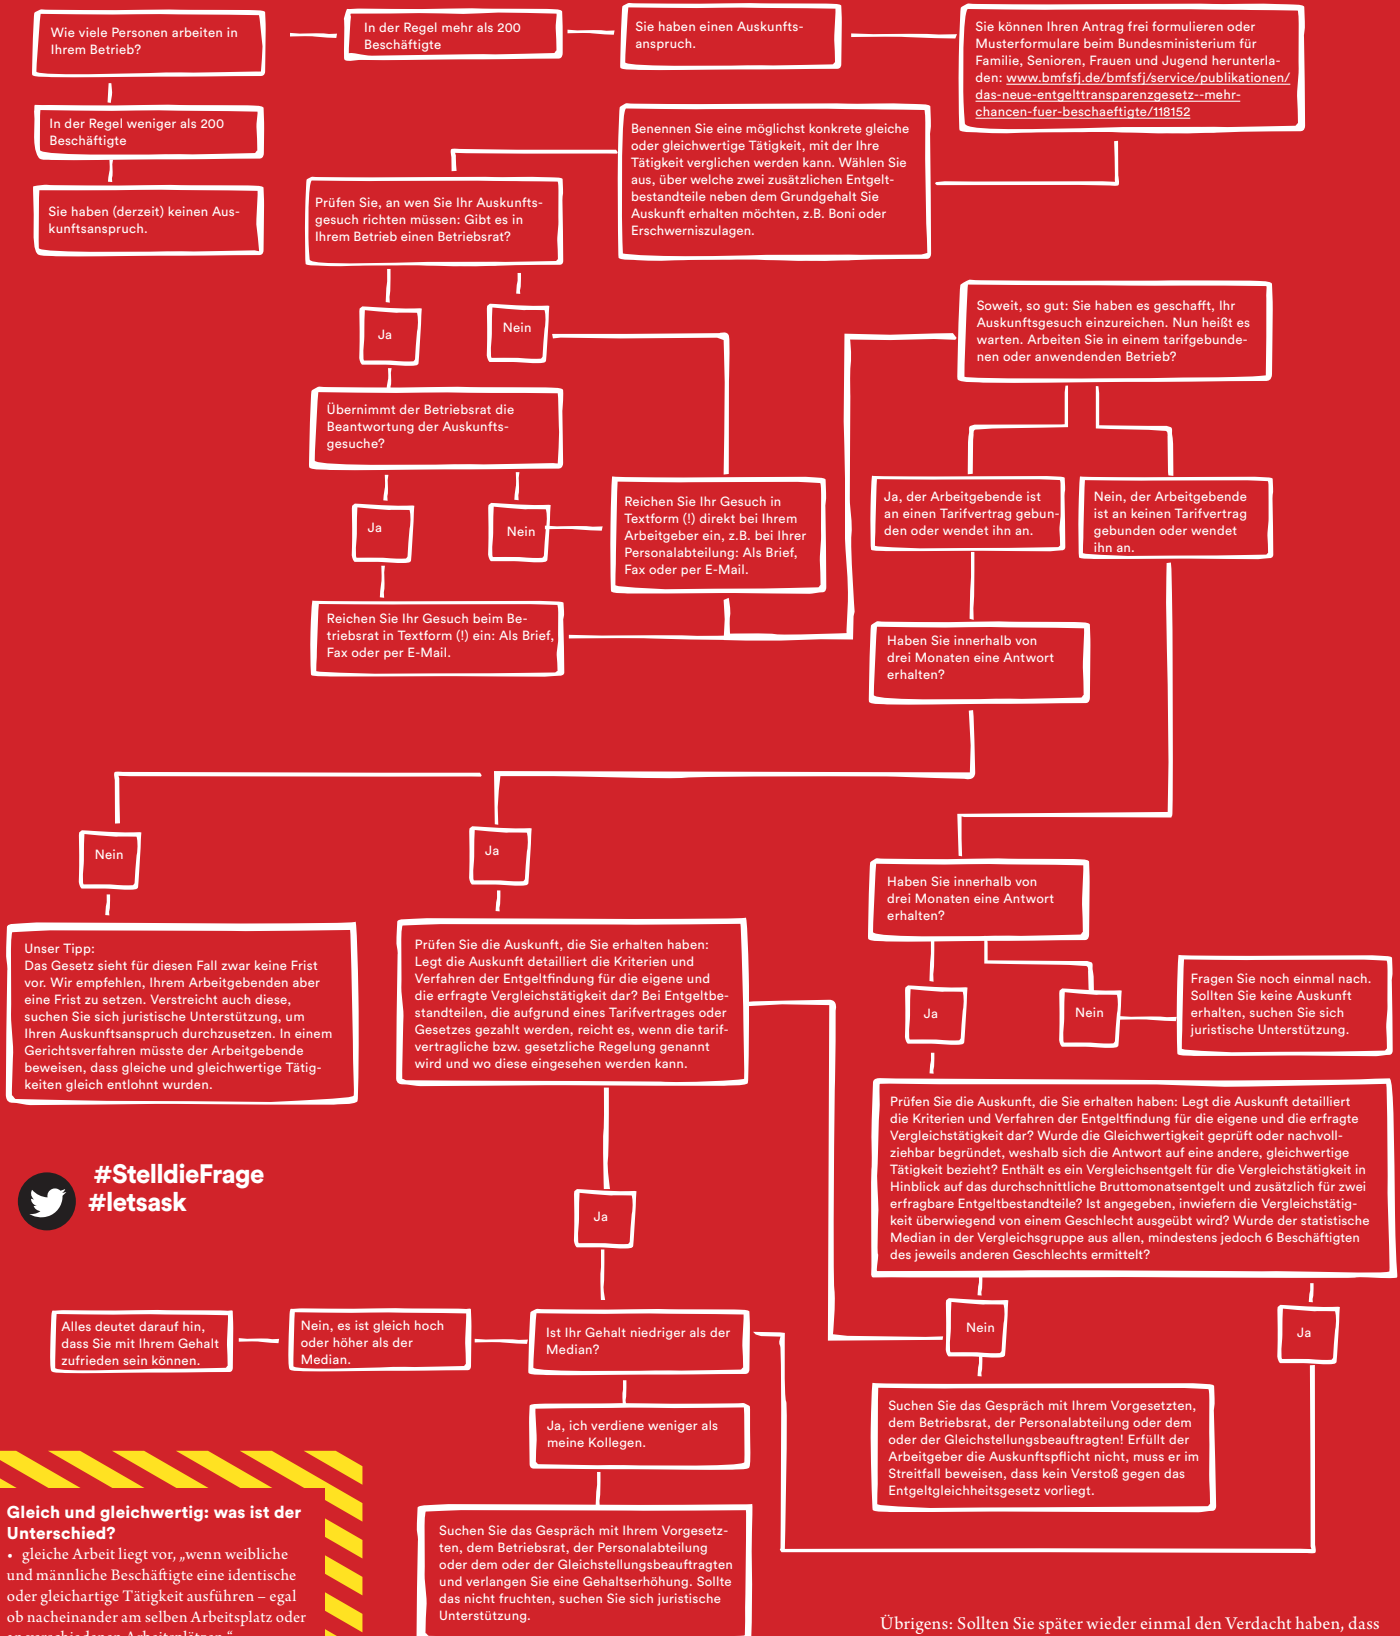 Wie viele Personen arbeiten in
Ihrem Betrieb?
In der Regel mehr als 200
Beschäftigte
Sie haben einen Auskunfts-
anspruch.
Sie können Ihren Antrag frei formulieren oder
Musterformulare beim Bundesministerium für
Familie, Senioren, Frauen und Jugend herunterla-
den: www.bmfsfj.de/bmfsfj/service/publikationen/
das-neue-entgelttransparenzgesetz--mehr-
chancen-fuer-beschaeftigte/118152
In der Regel weniger als 200
Beschäftigte
Sie haben (derzeit) keinen Aus-
kunftsanspruch.
Benennen Sie eine möglichst konkrete gleiche
oder gleichwertige Tätigkeit, mit der Ihre
Tätigkeit verglichen werden kann. Wählen Sie
aus, über welche zwei zusätzlichen Entgelt-
bestandteile neben dem Grundgehalt Sie
Auskunft erhalten möchten, z.B. Boni oder
Erschwerniszulagen.
Prüfen Sie, an wen Sie Ihr Auskunfts-
gesuch richten müssen: Gibt es in
Ihrem Betrieb einen Betriebsrat?
Ja
Nein
Übernimmt der Betriebsrat die
Beantwortung der Auskunfts-
gesuche?
Ja
Nein
Reichen Sie Ihr Gesuch in
Textform (!) direkt bei Ihrem
Arbeitgeber ein, z.B. bei Ihrer
Personalabteilung: Als Brief,
Fax oder per E-Mail.
Reichen Sie Ihr Gesuch beim Be-
triebsrat in Textform (!) ein: Als Brief,
Fax oder per E-Mail.
Soweit, so gut: Sie haben es geschafft, Ihr
Auskunftsgesuch einzureichen. Nun heißt es
warten. Arbeiten Sie in einem tarifgebunde-
nen oder anwendenden Betrieb?
Ja, der Arbeitgebende ist
an einen Tarifvertrag gebun-
den oder wendet ihn an.
Nein, der Arbeitgebende
ist an keinen Tarifvertrag
gebunden oder wendet
ihn an.
Haben Sie innerhalb von
drei Monaten eine Antwort
erhalten?
Nein
Ja
Unser Tipp:
Das Gesetz sieht für diesen Fall zwar keine Frist
vor. Wir empfehlen, Ihrem Arbeitgebenden aber
eine Frist zu setzen. Verstreicht auch diese,
suchen Sie sich juristische Unterstützung, um
Ihren Auskunftsanspruch durchzusetzen. In einem
Gerichtsverfahren müsste der Arbeitgebende
beweisen, dass gleiche und gleichwertige Tätig-
keiten gleich entlohnt wurden.
Prüfen Sie die Auskunft, die Sie erhalten haben:
Legt die Auskunft detailliert die Kriterien und
Verfahren der Entgeltfindung für die eigene und
die erfragte Vergleichstätigkeit dar? Bei Entgeltbe-
standteilen, die aufgrund eines Tarifvertrages oder
Gesetzes gezahlt werden, reicht es, wenn die tarif-
vertragliche bzw. gesetzliche Regelung genannt
wird und wo diese eingesehen werden kann.
Haben Sie innerhalb von
drei Monaten eine Antwort
erhalten?
Ja
Nein
Fragen Sie noch einmal nach.
Sollten Sie keine Auskunft
erhalten, suchen Sie sich
juristische Unterstützung.
Prüfen Sie die Auskunft, die Sie erhalten haben: Legt die Auskunft detailliert
die Kriterien und Verfahren der Entgeltfindung für die eigene und die erfragte
Vergleichstätigkeit dar? Wurde die Gleichwertigkeit geprüft oder nachvoll-
ziehbar begründet, weshalb sich die Antwort auf eine andere, gleichwertige
Tätigkeit bezieht? Enthält es ein Vergleichsentgelt für die Vergleichstätigkeit in
Hinblick auf das durchschnittliche Bruttomonatsentgelt und zusätzlich für zwei
erfragbare Entgeltbestandteile? Ist angegeben, inwiefern die Vergleichstätig-
keit überwiegend von einem Geschlecht ausgeübt wird? Wurde der statistische
Median in der Vergleichsgruppe aus allen, mindestens jedoch 6 Beschäftigten
des jeweils anderen Geschlechts ermittelt?
#StelldieFrage
#letsask
Ja
Alles deutet darauf hin,
dass Sie mit Ihrem Gehalt
zufrieden sein können.
Nein, es ist gleich hoch
oder höher als der
Median.
Ist Ihr Gehalt niedriger als der
Median?
Nein
Ja
Ja, ich verdiene weniger als
meine Kollegen.
Suchen Sie das Gespräch mit Ihrem Vorgesetzten,
dem Betriebsrat, der Personalabteilung oder dem
oder der Gleichstellungsbeauftragten! Erfüllt der
Arbeitgeber die Auskunftspflicht nicht, muss er im
Streitfall beweisen, dass kein Verstoß gegen das
Entgeltgleichheitsgesetz vorliegt.
Suchen Sie das Gespräch mit Ihrem Vorgesetz-
ten, dem Betriebsrat, der Personalabteilung
oder dem oder der Gleichstellungsbeauftragten
und verlangen Sie eine Gehaltserhöhung. Sollte
das nicht fruchten, suchen Sie sich juristische
Unterstützung.
Gleich und gleichwertig: was ist der
Unterschied?
• gleiche Arbeit liegt vor, „wenn weibliche
und männliche Beschäftigte eine identische
oder gleichartige Tätigkeit ausführen – egal
ob nacheinander am selben Arbeitsplatz oder
Übrigens: Sollten Sie später wieder einmal den Verdacht haben, dass